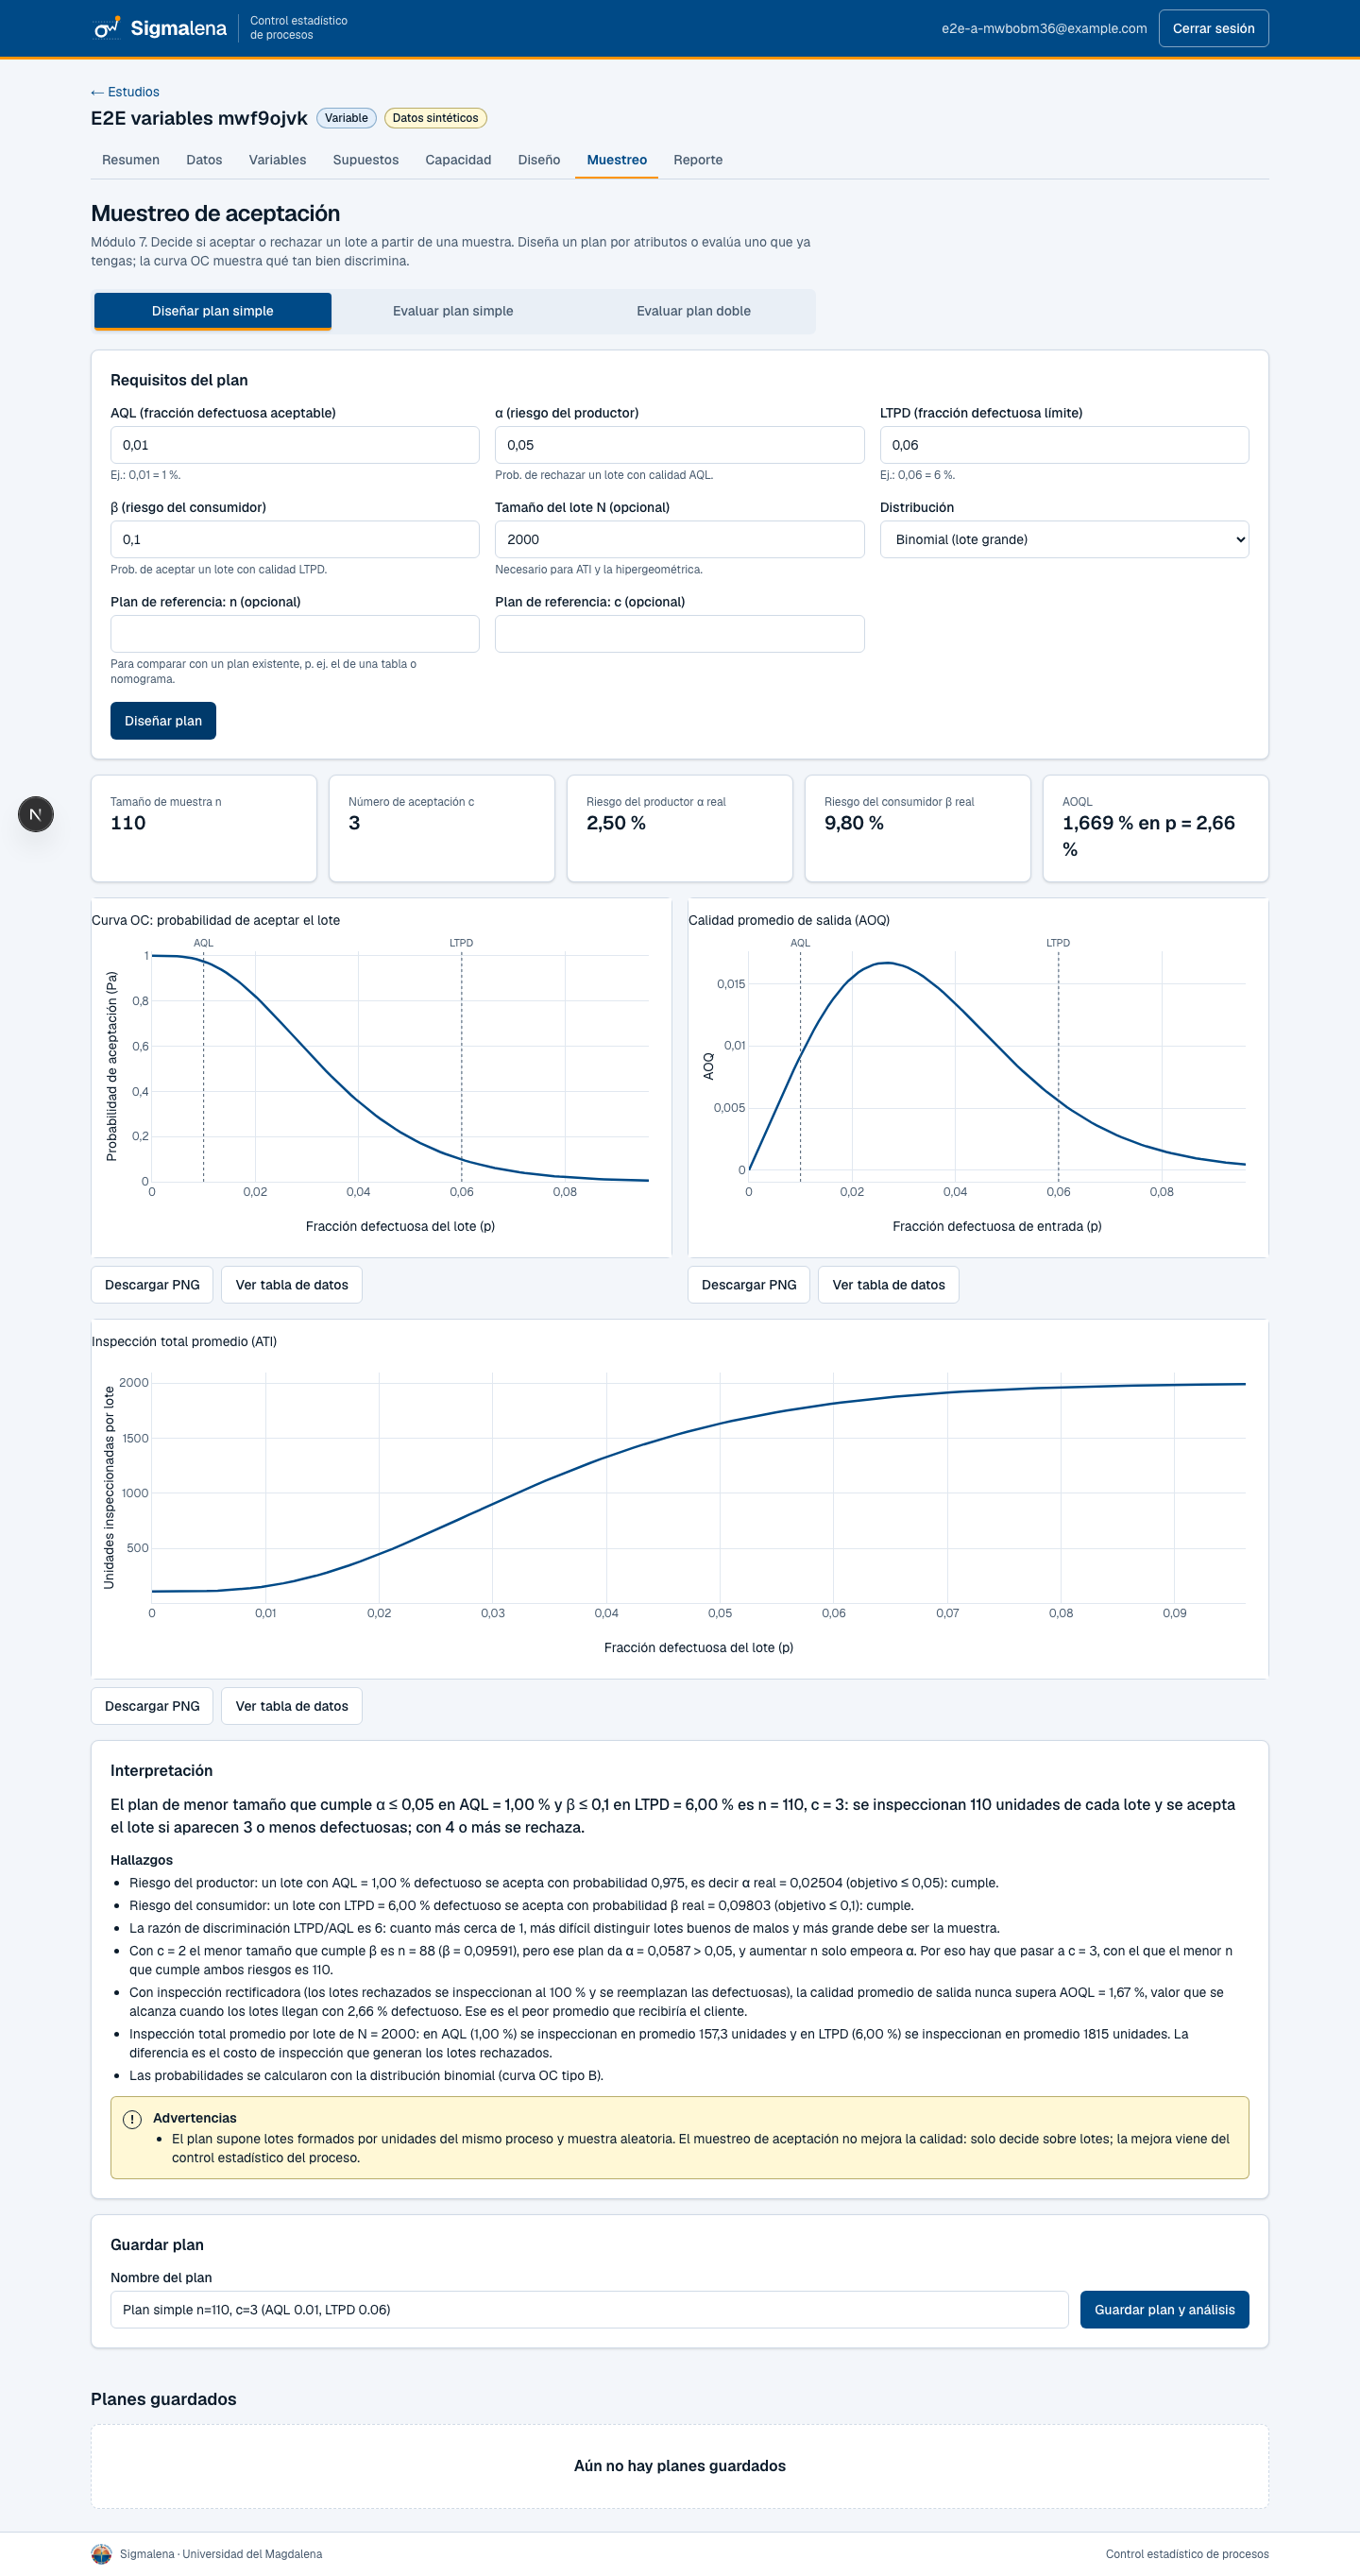 Sigmalena
Control estadístico
de procesos
e2e-a-mwbobm36@example.com
Cerrar sesión
← Estudios
E2E variables mwf9ojvk
Variable
Datos sintéticos
Resumen
Datos
Variables
Supuestos
Capacidad
Diseño
Muestreo
Reporte
Muestreo de aceptación
Módulo 7. Decide si aceptar o rechazar un lote a partir de una muestra. Diseña un plan por atributos o evalúa uno que ya
tengas; la curva OC muestra qué tan bien discrimina.
Diseñar plan simple
Evaluar plan simple
Evaluar plan doble
Requisitos del plan
AQL (fracción defectuosa aceptable)
α (riesgo del productor)
LTPD (fracción defectuosa límite)
0,01
0,05
0,06
Ej.: 0,01 = 1 %.
Prob. de rechazar un lote con calidad AQL.
Ej.: 0,06 = 6 %.
β (riesgo del consumidor)
Tamaño del lote N (opcional)
Distribución
0,1
2000
Binomial (lote grande)
Prob. de aceptar un lote con calidad LTPD.
Necesario para ATI y la hipergeométrica.
Plan de referencia: n (opcional)
Plan de referencia: c (opcional)
Para comparar con un plan existente, p. ej. el de una tabla o
nomograma.
Diseñar plan
N
Tamaño de muestra n
110
Número de aceptación c
3
Riesgo del productor α real
2,50 %
Riesgo del consumidor β real
9,80 %
AOQL
1,669 % en p = 2,66
%
Curva OC: probabilidad de aceptar el lote
AQL
LTPD
Probabilidad de aceptación (Pa)
1
0,8
0,6
0,4
0,2
0
0
0,02
0,04
0,06
0,08
Fracción defectuosa del lote (p)
Calidad promedio de salida (AOQ)
AQL
LTPD
AOQ
0,015
0,01
0,005
0
0
0,02
0,04
0,06
0,08
Fracción defectuosa de entrada (p)
Descargar PNG
Ver tabla de datos
Descargar PNG
Ver tabla de datos
Inspección total promedio (ATI)
Unidades inspeccionadas por lote
2000
1500
1000
500
0
0,01
0,02
0,03
0,04
0,05
0,06
0,07
0,08
0,09
Fracción defectuosa del lote (p)
Descargar PNG
Ver tabla de datos
Interpretación
El plan de menor tamaño que cumple α ≤ 0,05 en AQL = 1,00 % y β ≤ 0,1 en LTPD = 6,00 % es n = 110, c = 3: se inspeccionan 110 unidades de cada lote y se acepta
el lote si aparecen 3 o menos defectuosas; con 4 o más se rechaza.
Hallazgos
• Riesgo del productor: un lote con AQL = 1,00 % defectuoso se acepta con probabilidad 0,975, es decir α real = 0,02504 (objetivo ≤ 0,05): cumple.
• Riesgo del consumidor: un lote con LTPD = 6,00 % defectuoso se acepta con probabilidad β real = 0,09803 (objetivo ≤ 0,1): cumple.
• La razón de discriminación LTPD/AQL es 6: cuanto más cerca de 1, más difícil distinguir lotes buenos de malos y más grande debe ser la muestra.
• Con c = 2 el menor tamaño que cumple β es n = 88 (β = 0,09591), pero ese plan da α = 0,0587 > 0,05, y aumentar n solo empeora α. Por eso hay que pasar a c = 3, con el que el menor n
que cumple ambos riesgos es 110.
• Con inspección rectificadora (los lotes rechazados se inspeccionan al 100 % y se reemplazan las defectuosas), la calidad promedio de salida nunca supera AOQL = 1,67 %, valor que se
alcanza cuando los lotes llegan con 2,66 % defectuoso. Ese es el peor promedio que recibiría el cliente.
• Inspección total promedio por lote de N = 2000: en AQL (1,00 %) se inspeccionan en promedio 157,3 unidades y en LTPD (6,00 %) se inspeccionan en promedio 1815 unidades. La
diferencia es el costo de inspección que generan los lotes rechazados.
• Las probabilidades se calcularon con la distribución binomial (curva OC tipo B).
! Advertencias
• El plan supone lotes formados por unidades del mismo proceso y muestra aleatoria. El muestreo de aceptación no mejora la calidad: solo decide sobre lotes; la mejora viene del
control estadístico del proceso.
Guardar plan
Nombre del plan
Plan simple n=110, c=3 (AQL 0.01, LTPD 0.06)
Guardar plan y análisis
Planes guardados
Aún no hay planes guardados
Sigmalena · Universidad del Magdalena
Control estadístico de procesos